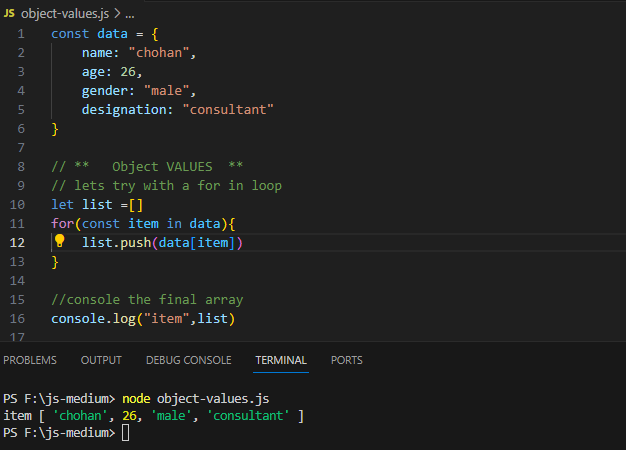 JS object-values.js > ...
1 const data = {
2     name: "chohan",
3     age: 26,
4     gender: "male",
5     designation: "consultant"
6 }
7
8 // **   Object VALUES  **
9 // lets try with a for in loop
10 let list =[]
11 for(const item in data){
12     list.push(data[item])
13 }
14
15 //console the final array
16 console.log("item",list)
17
PROBLEMS OUTPUT DEBUG CONSOLE TERMINAL PORTS
PS F:\js-medium> node object-values.js
item [ 'chohan', 26, 'male', 'consultant' ]
PS F:\js-medium>